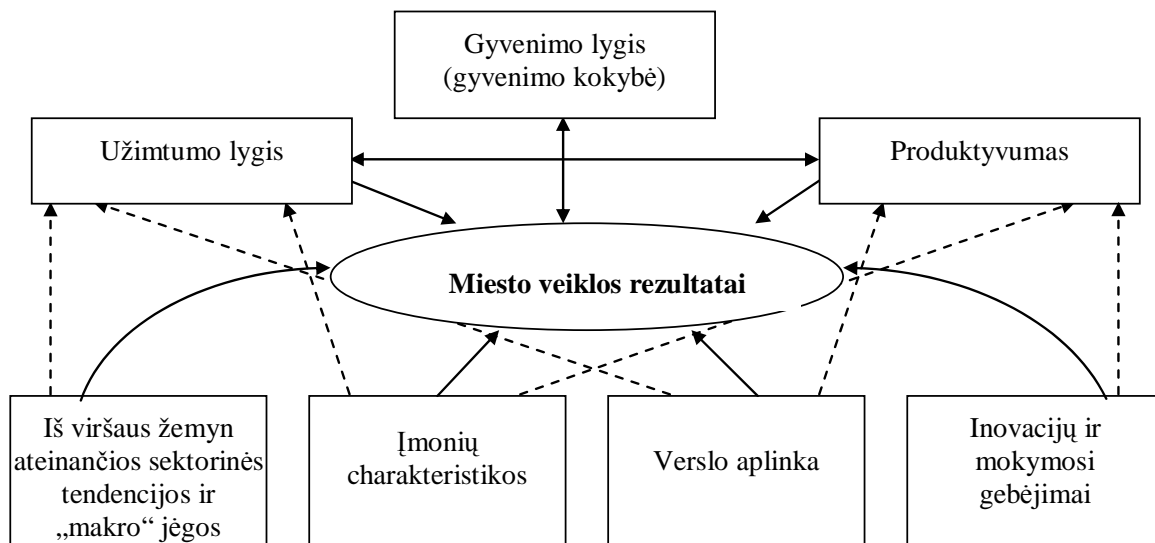 Gyvenimo lygis
(gyvenimo kokybė)
Užimtumo lygis
Produktyvumas
Miesto veiklos rezultatai
Iš viršaus žemyn
ateinančios sektorinės
tendencijos ir
„makro“ jėgos
Įmonių
charakteristikos
Verslo aplinka
Inovacijų ir
mokymosi
gebėjimai